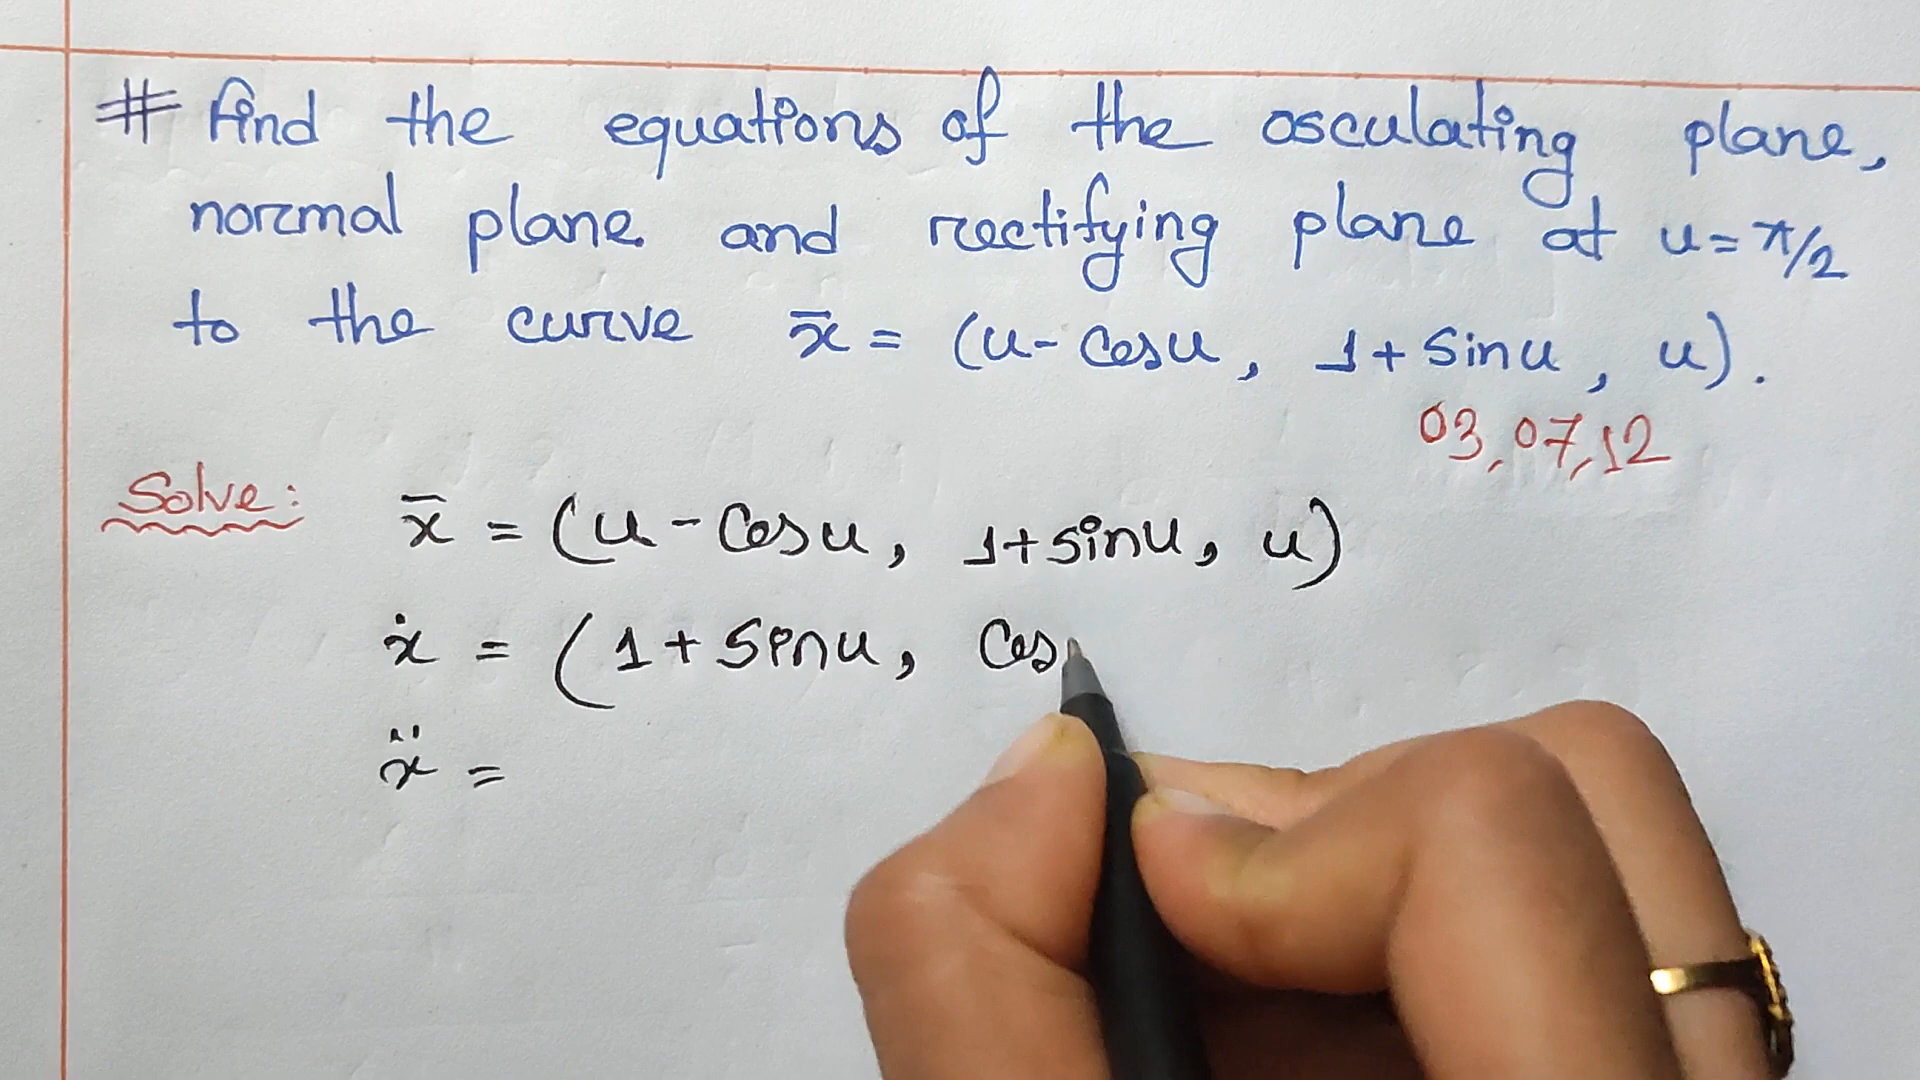 # find the equations of the osculating plane,
normal plane and rectifying plane at u = π/2
to the curve x̄ = (u - cosu, 1 + sinu, u).
03, 07, 12
Solve: x̄ = (u - cosu, 1 + sinu, u)
ẋ = (1 + sinu, cos
ẍ =